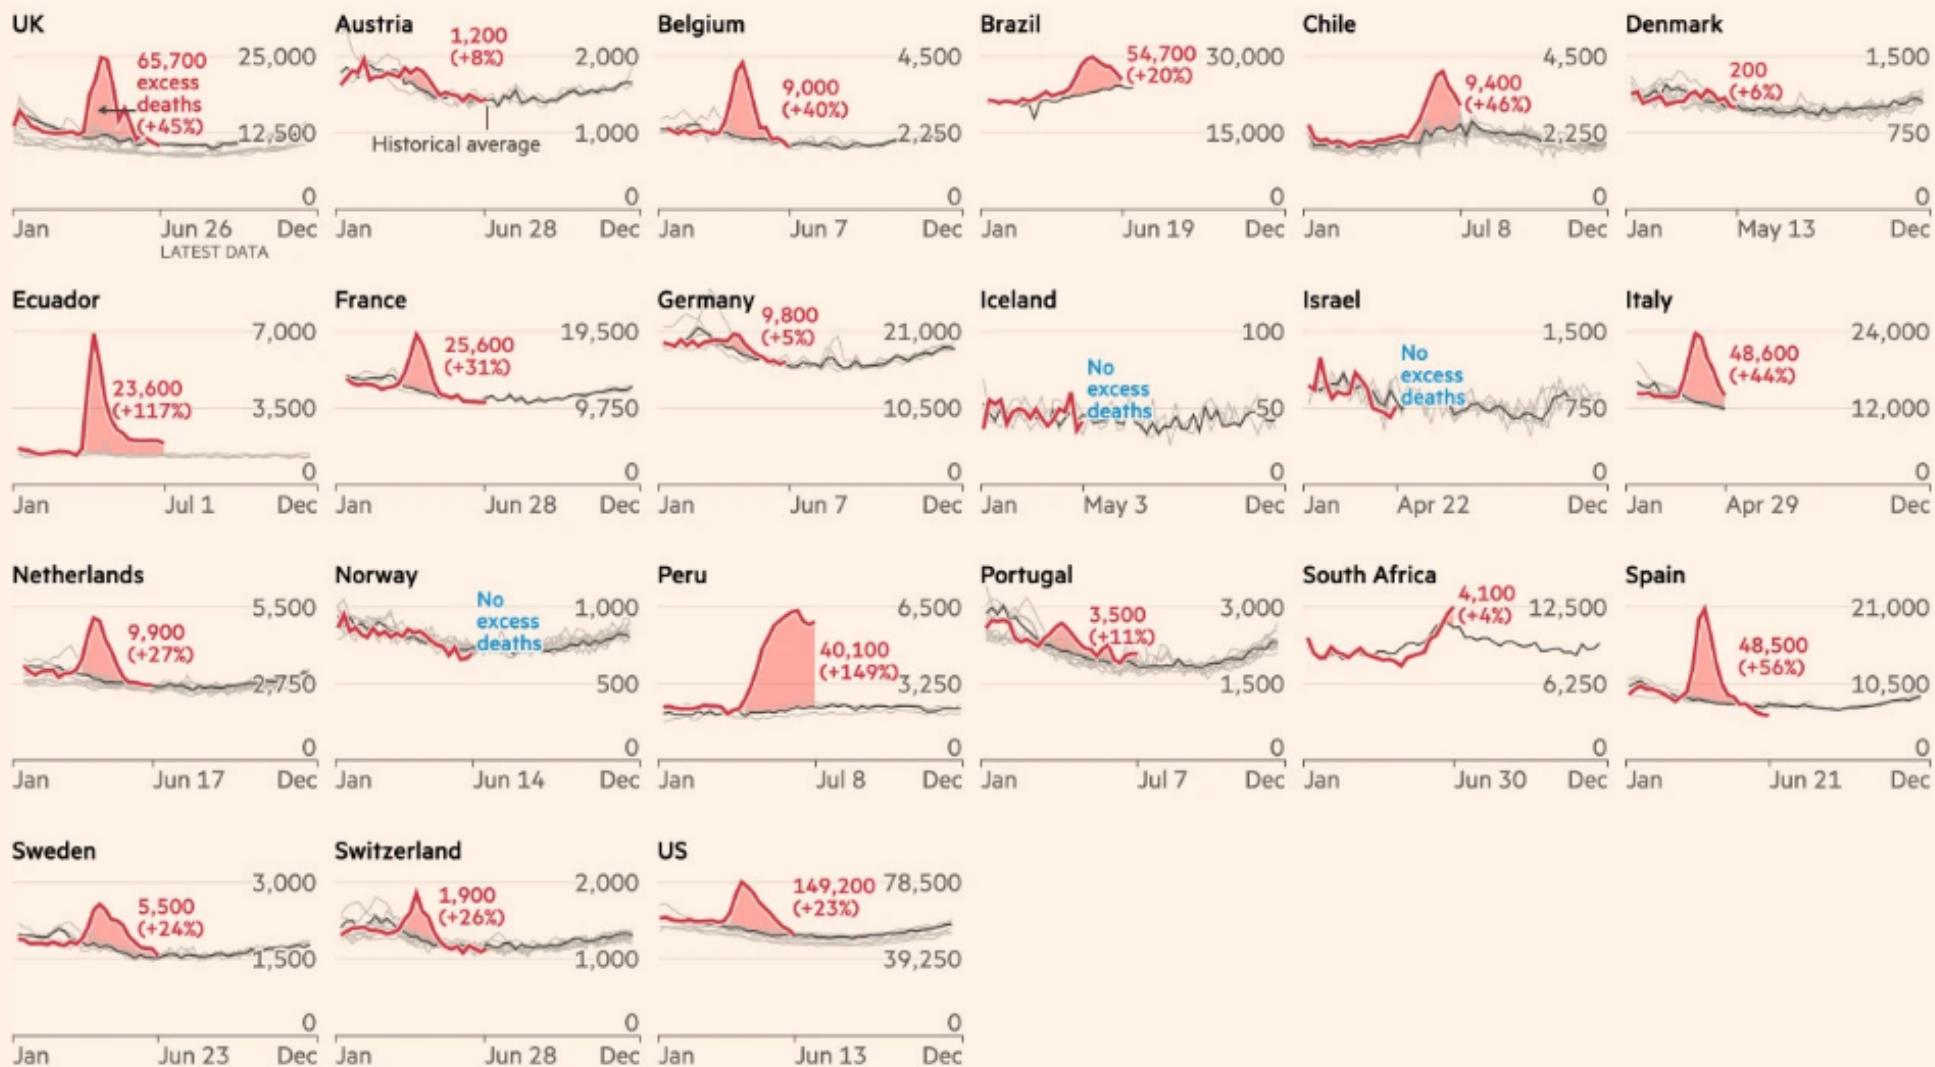 UK
65,700
excess
deaths
(+45%)
25,000
12,500
0
Jan
Jun 26
Dec
LATEST DATA
Austria
1,200
(+8%)
2,000
Historical average
1,000
0
Jan
Jun 28
Dec
Belgium
9,000
(+40%)
4,500
2,250
0
Jan
Jun 7
Dec
Brazil
54,700
(+20%)
30,000
15,000
0
Jan
Jun 19
Dec
Chile
9,400
(+46%)
4,500
2,250
0
Jan
Jul 8
Dec
Denmark
200
(+6%)
1,500
750
0
Jan
May 13
Dec
Ecuador
23,600
(+117%)
7,000
3,500
0
Jan
Jul 1
Dec
France
25,600
(+31%)
19,500
9,750
0
Jan
Jun 28
Dec
Germany
9,800
(+5%)
21,000
10,500
0
Jan
Jun 7
Dec
Iceland
No
excess
deaths
100
50
0
Jan
May 3
Dec
Israel
No
excess
deaths
1,500
750
0
Jan
Apr 22
Dec
Italy
48,600
(+44%)
24,000
12,000
0
Jan
Apr 29
Dec
Netherlands
9,900
(+27%)
5,500
2,750
0
Jan
Jun 17
Dec
Norway
No
excess
deaths
1,000
500
0
Jan
Jun 14
Dec
Peru
40,100
(+149%)
6,500
3,250
0
Jan
Jul 8
Dec
Portugal
3,500
(+11%)
3,000
1,500
0
Jan
Jul 7
Dec
South Africa
4,100
(+4%)
12,500
6,250
0
Jan
Jun 30
Dec
Spain
48,500
(+56%)
21,000
10,500
0
Jan
Jun 21
Dec
Sweden
5,500
(+24%)
3,000
1,500
0
Jan
Jun 23
Dec
Switzerland
1,900
(+26%)
2,000
1,000
0
Jan
Jun 28
Dec
US
149,200
(+23%)
78,500
39,250
0
Jan
Jun 13
Dec